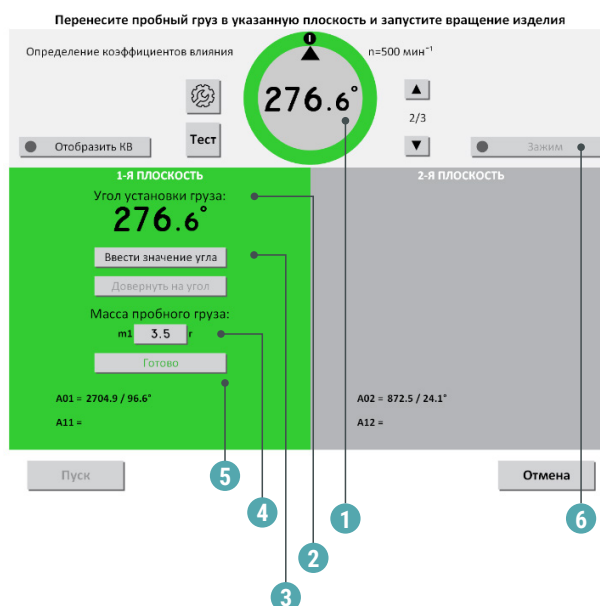 Перенесите пробный груз в указанную плоскость и запустите вращение изделия
Определение коэффициентов влияния
n=500 мин⁻¹
276.6°
2/3
Отобразить КВ
Тест
Зажим
1-Я ПЛОСКОСТЬ
2-Я ПЛОСКОСТЬ
Угол установки груза:
276.6°
Ввести значение угла
Довернуть на угол
Масса пробного груза:
m1 3.5 г
Готово
A01 = 2704.9 / 96.6°
A02 = 872.5 / 24.1°
A11 =
A12 =
Пуск
Отмена
5
4
2
1
6
3